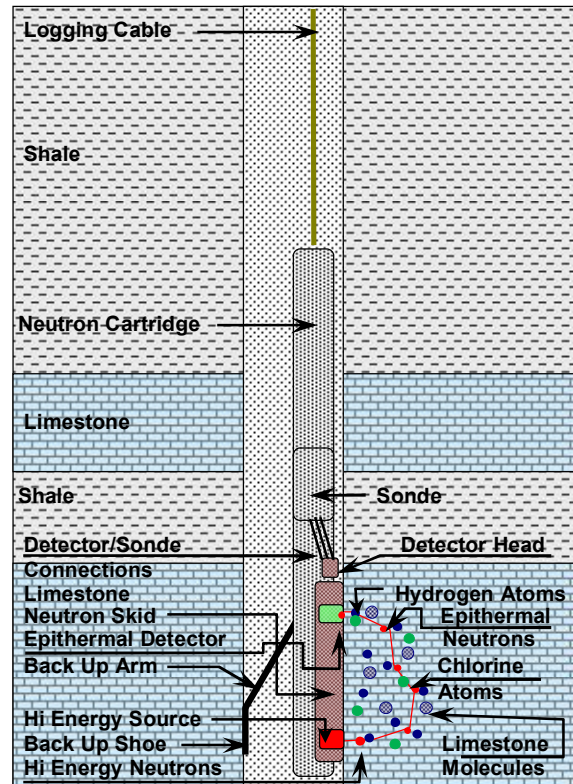 Logging Cable
Shale
Neutron Cartridge
Limestone
Shale
Sonde
Detector/Sonde
Connections
Detector Head
Limestone
Neutron Skid
Epithermal Detector
Back Up Arm
Hydrogen Atoms
Epithermal
Neutrons
Chlorine
Atoms
Hi Energy Source
Back Up Shoe
Hi Energy Neutrons
Limestone
Molecules